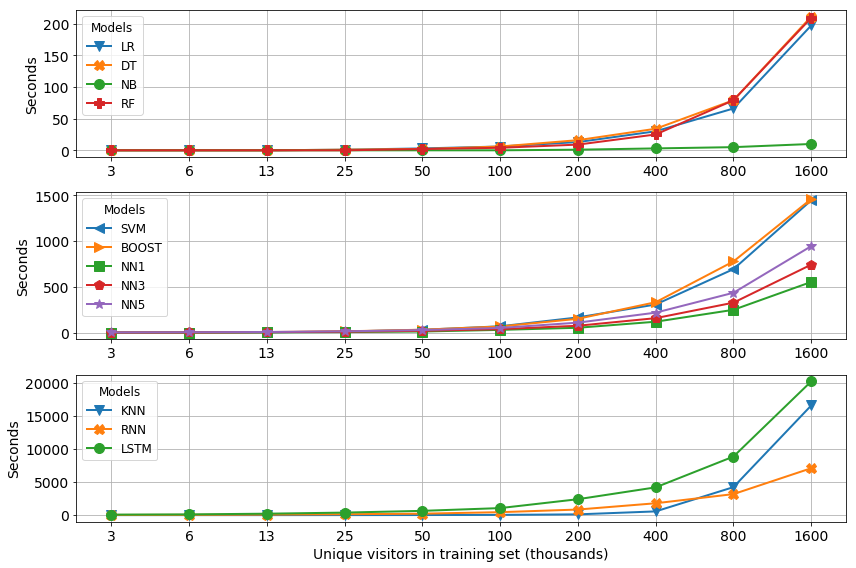 200
150
100
50
0
Seconds
Models
LR
DT
NB
RF
3 6 13 25 50 100 200 400 800 1600
1500
1000
500
0
Seconds
Models
SVM
BOOST
NN1
NN3
NN5
3 6 13 25 50 100 200 400 800 1600
20000
15000
10000
5000
0
Seconds
Models
KNN
RNN
LSTM
3 6 13 25 50 100 200 400 800 1600
Unique visitors in training set (thousands)